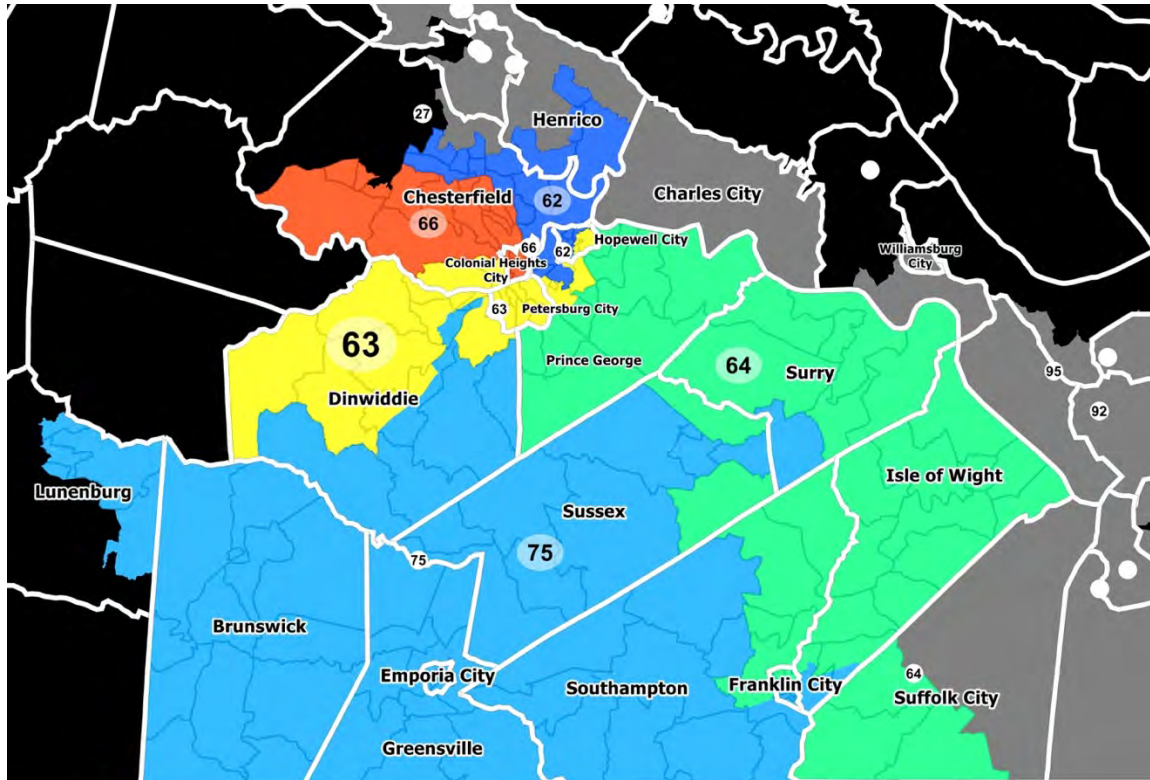 27
Henrico
Chesterfield
62
Charles City
66
66
62
Hopewell City
Williamsburg
City
Colonial Heights
City
63
Petersburg City
63
Prince George
64
Surry
95
Dinwiddie
92
Isle of Wight
Lunenburg
Sussex
75
75
Brunswick
Emporia City
Southampton
Franklin City
64
Suffolk City
Greensville